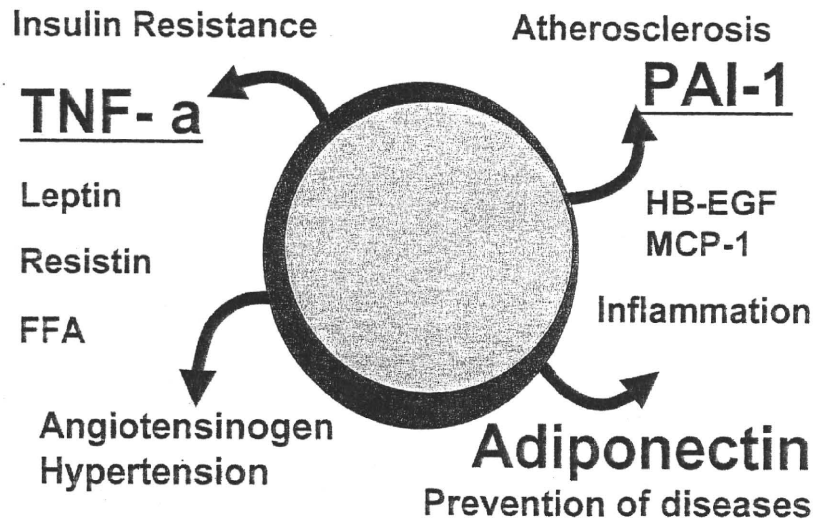 Insulin Resistance
TNF- a
Leptin
Resistin
FFA
Angiotensinogen
Hypertension
Atherosclerosis
PAI-1
HB-EGF
MCP-1
Inflammation
Adiponectin
Prevention of diseases